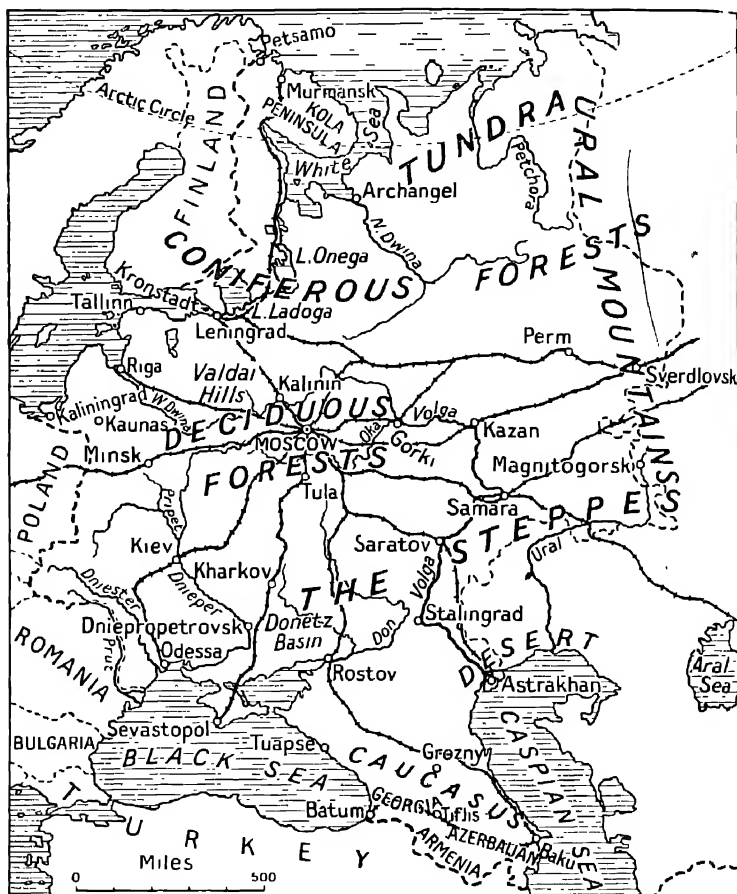 Petsamo
Murmansk
KOLA
PENINSULA
Arctic Circle
FINLAND
White Sea
TUNDRA
Petchora
URAL MOUNTAINS
Archangel
N. Dwina
L. Onega
CONIFEROUS FORESTS
Kronstadt
Tallinn
L. Ladoga
Leningrad
Perm
Sverdlovsk
Riga
Valdai
Hills
Kalinin
Kaliningrad
W. Dwina
Kaunas
DECIDUOUS
FORESTS
Volga
Kazan
MOSCOW
Oka
Gorki
Minsk
Magnitogorsk
POLAND
Tula
Samara
THE STEPPES
Pripet
Kiev
Saratov
Ural
Kharkov
Dniester
Dnieper
Volga
Dniepropetrovsk
Donetz
Basin
Don
Stalingrad
DESERT
ROMANIA
Pruc
Odessa
Rostov
Astrakhan
Aral
Sea
Sevastopol
BULGARIA
BLACK SEA
Tuapse
CAUCASUS
Grozny
CASPIAN SEA
GEORGIA
Tiflis
Batum
AZERBAIJAN
Baku
ARMENIA
TURKEY
Miles
0 500